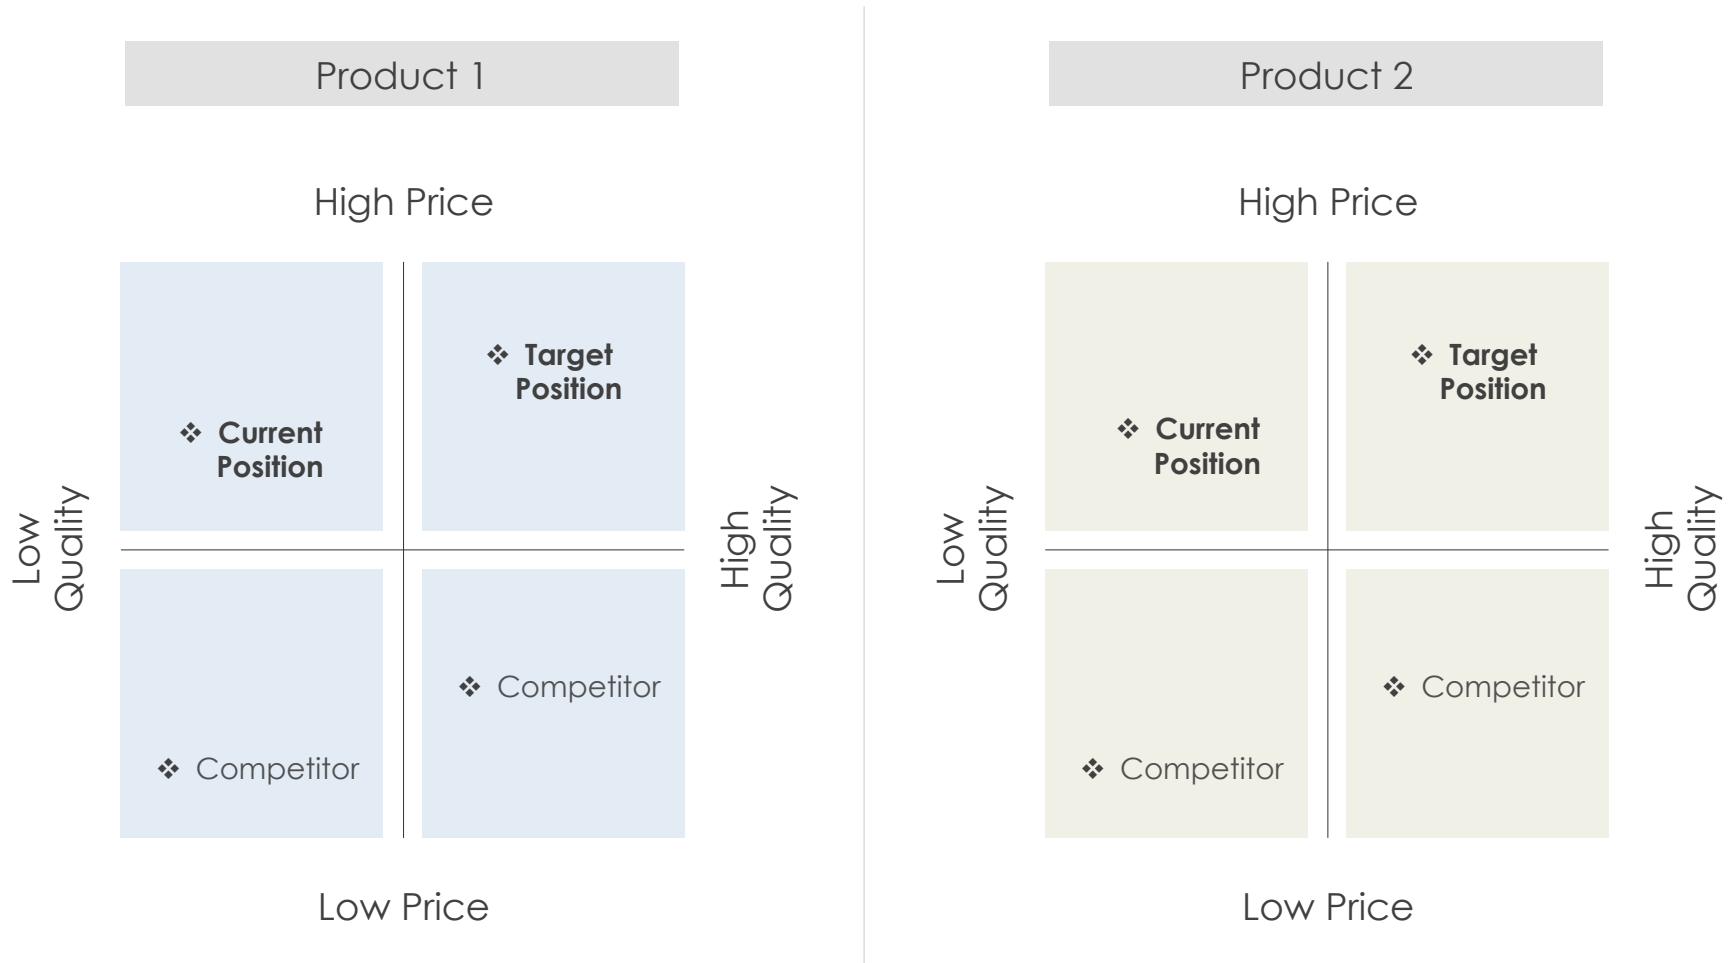 Product 1
High Price
❖ Target
Position
❖ Current
Position
Low
Quality
High
Quality
❖ Competitor
❖ Competitor
Low Price
Product 2
High Price
❖ Target
Position
❖ Current
Position
Low
Quality
High
Quality
❖ Competitor
❖ Competitor
Low Price